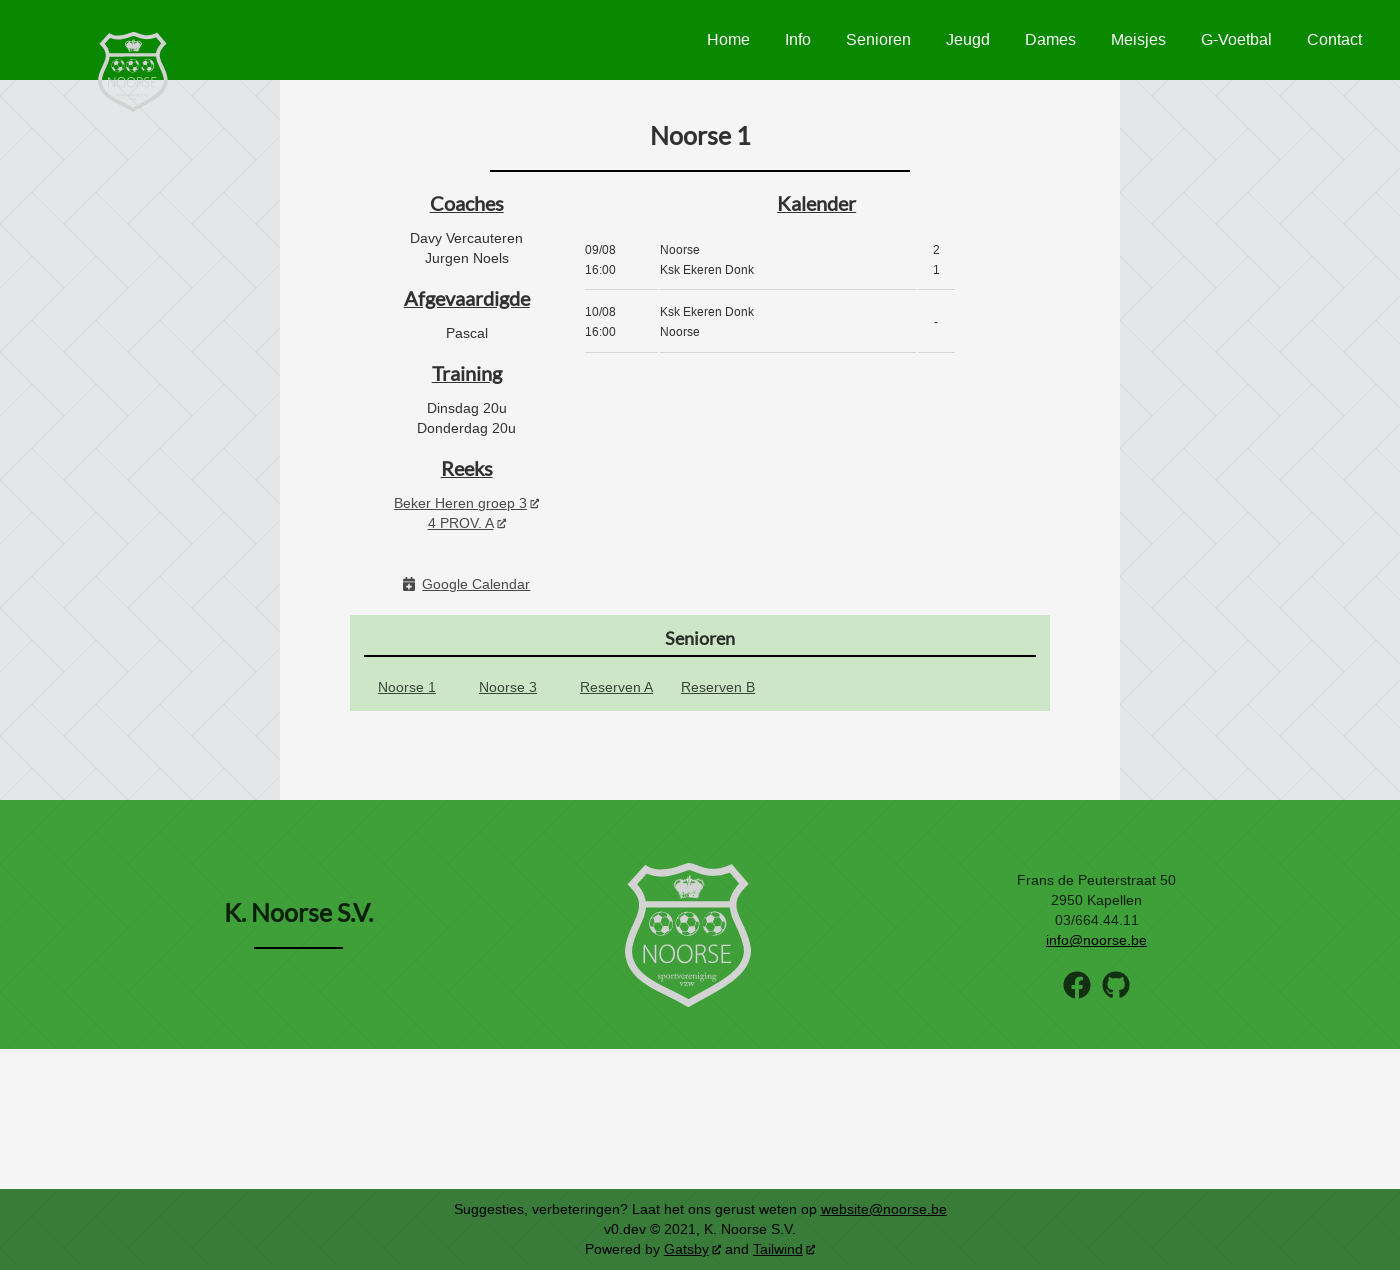 Home Info Senioren Jeugd Dames Meisjes G-Voetbal Contact
NOORSE
Noorse 1
Coaches
Davy Vercauteren
Jurgen Noels
Afgevaardigde
Pascal
Training
Dinsdag 20u
Donderdag 20u
Reeks
Beker Heren groep 3
4 PROV. A
Google Calendar
Kalender
09/08 Noorse 2
16:00 Ksk Ekeren Donk 1
10/08 Ksk Ekeren Donk
-
16:00 Noorse
Senioren
Noorse 1 Noorse 3 Reserven A Reserven B
K. Noorse S.V.
NOORSE
sportvereniging
vzw
Frans de Peuterstraat 50
2950 Kapellen
03/664.44.11
info@noorse.be
Suggesties, verbeteringen? Laat het ons gerust weten op website@noorse.be
v0.dev © 2021, K. Noorse S.V.
Powered by Gatsby and Tailwind